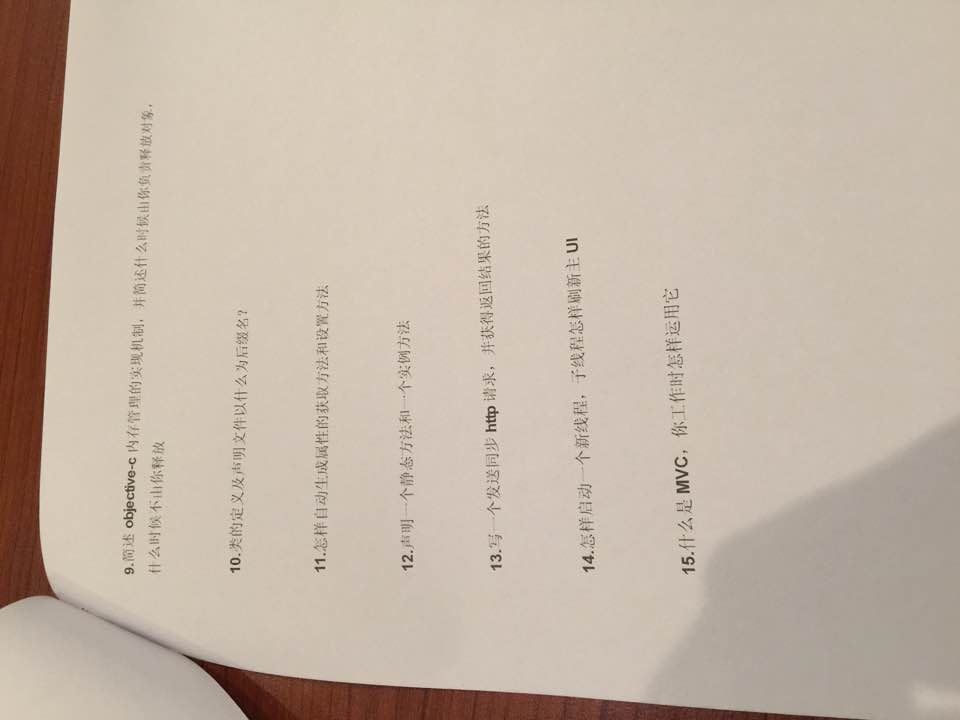 9.简述 objective-c 内存管理的实现机制，并简述什么时候由你负责释放对象，
什么时候不由你释放
10.类的定义及声明文件以什么为后缀名？
11.怎样自动生成属性的获取方法和设置方法
12.声明一个静态方法和一个实例方法
13.写一个发送同步 http 请求，并获得返回结果的方法
14.怎样启动一个新线程，子线程怎样刷新主 UI
15.什么是 MVC，你工作时怎样运用它